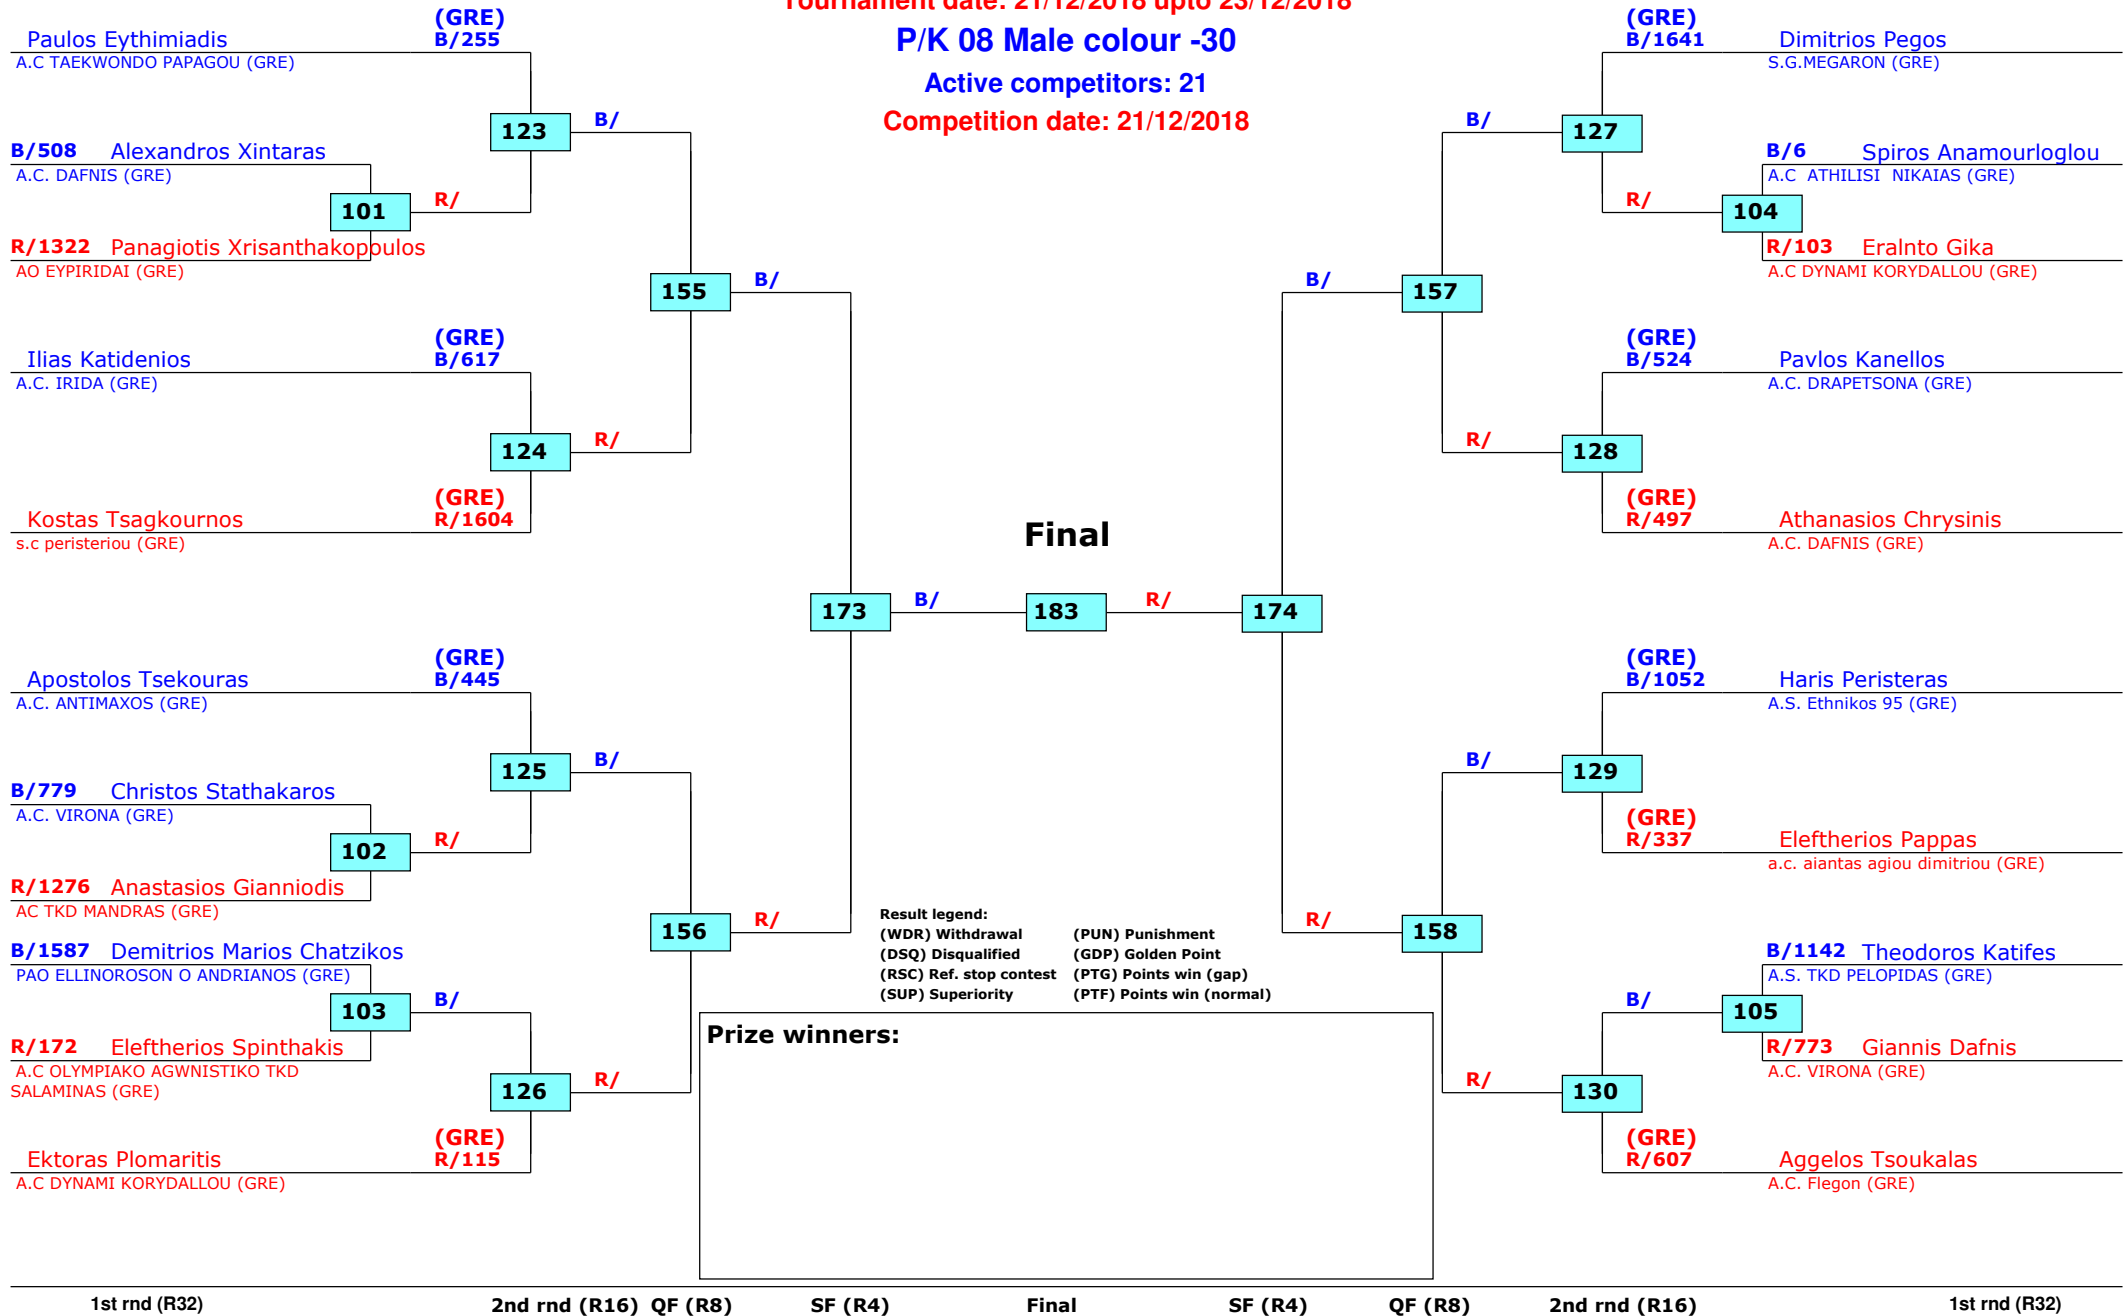 Tournament date: 21/12/2018 upto 23/12/2018
P/K 08 Male colour -30
Active competitors: 21
Competition date: 21/12/2018
(GRE)
Paulos Eythimiadis B/255
A.C TAEKWONDO PAPAGOU (GRE)
123
B/
B/508 Alexandros Xintaras
A.C. DAFNIS (GRE)
101
R/
R/1322 Panagiotis Xrisanthakopoulos
AO EYPIRIDAI (GRE)
155
B/
(GRE)
Ilias Katidenios B/617
A.C. IRIDA (GRE)
124
R/
(GRE)
Kostas Tsagkournos R/1604
s.c peristeriou (GRE)
173
B/
(GRE)
Apostolos Tsekouras B/445
A.C. ANTIMAXOS (GRE)
125
B/
B/779 Christos Stathakaros
A.C. VIRONA (GRE)
102
R/
R/1276 Anastasios Gianniodis
AC TKD MANDRAS (GRE)
156
R/
B/1587 Demitrios Marios Chatzikos
PAO ELLINOROSON O ANDRIANOS (GRE)
103
B/
R/172 Eleftherios Spinthakis
A.C OLYMPIAKO AGWNISTIKO TKD
SALAMINAS (GRE)
126
R/
(GRE)
Ektoras Plomaritis R/115
A.C DYNAMI KORYDALLOU (GRE)
Final
183
R/
174
(GRE)
B/1641 Dimitrios Pegos
S.G.MEGARON (GRE)
B/
127
B/6 Spiros Anamourloglou
A.C  ATHILISI  NIKAIAS (GRE)
R/
104
R/103 Eralnto Gika
A.C DYNAMI KORYDALLOU (GRE)
B/
157
(GRE)
B/524 Pavlos Kanellos
A.C. DRAPETSONA (GRE)
R/
128
(GRE)
R/497 Athanasios Chrysinis
A.C. DAFNIS (GRE)
(GRE)
B/1052 Haris Peristeras
A.S. Ethnikos 95 (GRE)
B/
129
(GRE)
R/337 Eleftherios Pappas
a.c. aiantas agiou dimitriou (GRE)
R/
158
B/1142 Theodoros Katifes
A.S. TKD PELOPIDAS (GRE)
B/
105
R/773 Giannis Dafnis
A.C. VIRONA (GRE)
R/
130
(GRE)
R/607 Aggelos Tsoukalas
A.C. Flegon (GRE)
Result legend:
(WDR) Withdrawal (PUN) Punishment
(DSQ) Disqualified (GDP) Golden Point
(RSC) Ref. stop contest (PTG) Points win (gap)
(SUP) Superiority (PTF) Points win (normal)
Prize winners:
1st rnd (R32) 2nd rnd (R16) QF (R8) SF (R4) Final SF (R4) QF (R8) 2nd rnd (R16) 1st rnd (R32)